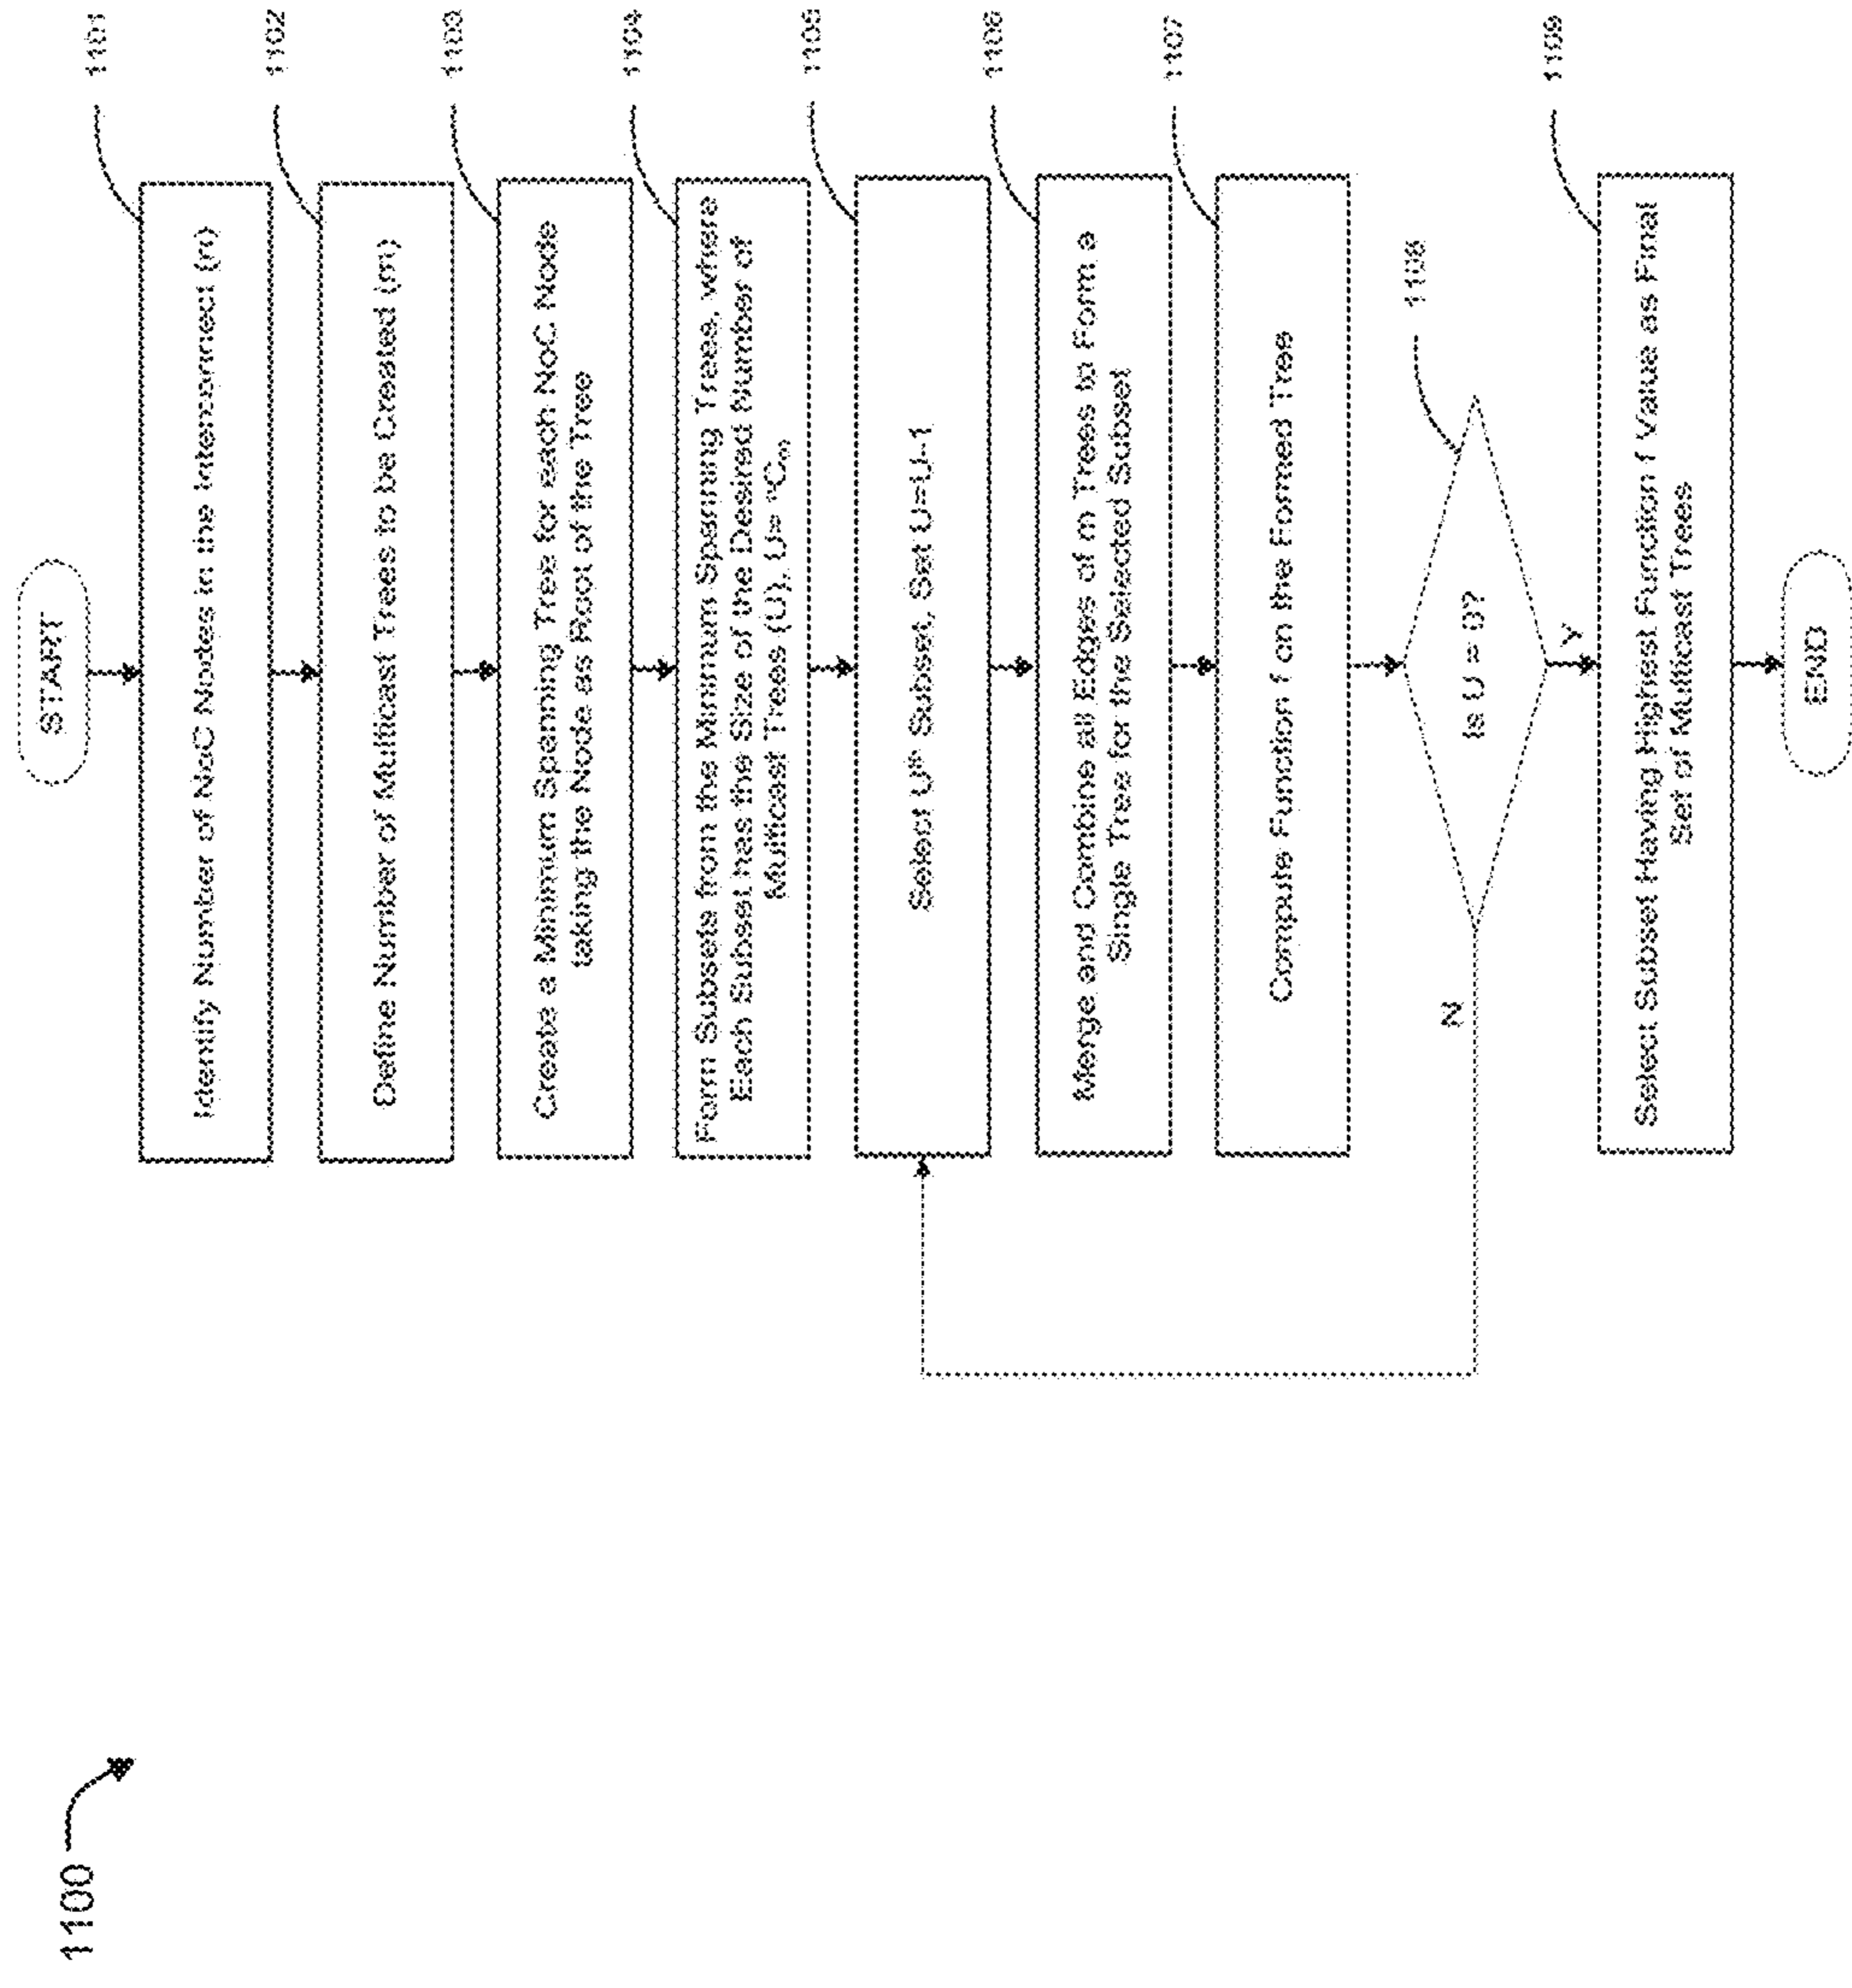 1100
START
Identify Number of NoC Nodes in the Interconnect (n)
1101
Define Number of Multicast Trees to be Created (m)
1102
Create a Minimum Spanning Tree for each NoC Node
taking the Node as Root of the Tree
1103
Form Subsets from the Minimum Spanning Trees, where
Each Subset has the Size of the Desired Number of
Multicast Trees (U), U= ⁿCₘ
1104
Select Uᵗʰ Subset, Set U=U-1
1105
Merge and Combine all Edges of m Trees to Form a
Single Tree for the Selected Subset
1106
Compute Function f on the Formed Tree
1107
Is U = 0?
1108
N
Y
Select Subset Having Highest Function f Value as Final
Set of Multicast Trees
1109
END